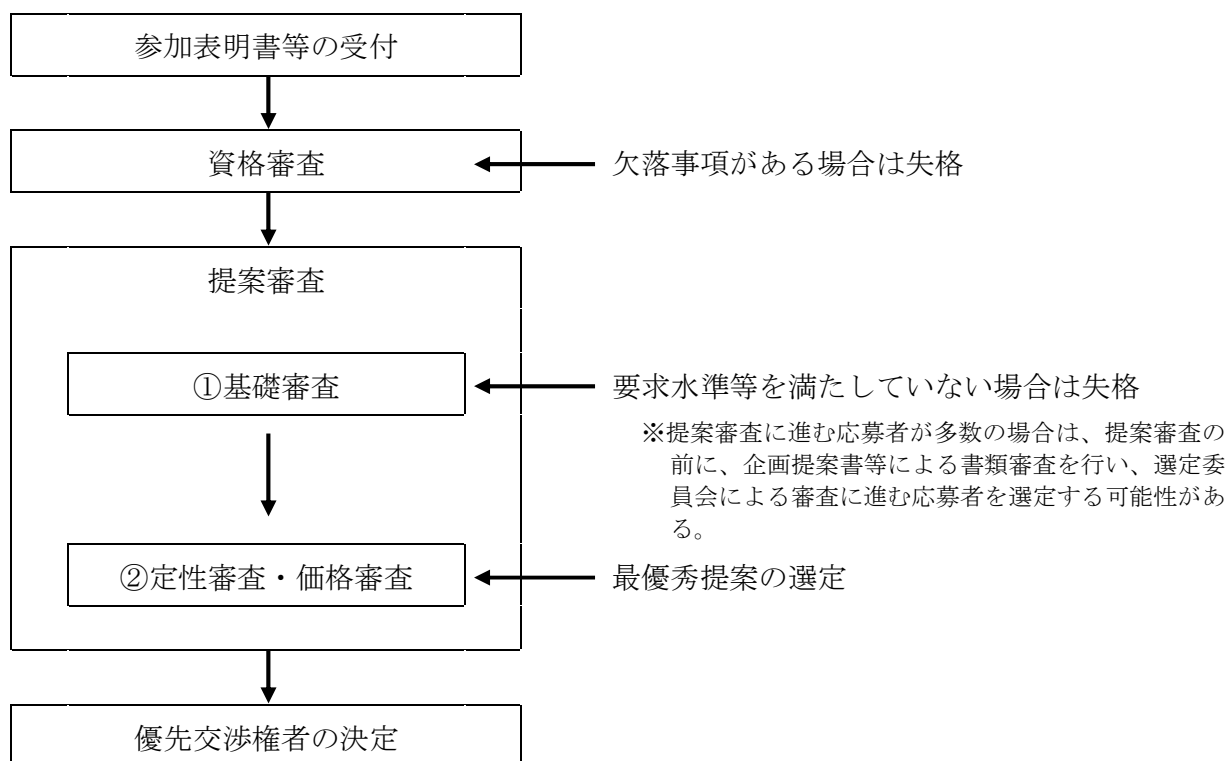 参加表明書等の受付
資格審査
欠落事項がある場合は失格
提案審査
①基礎審査
要求水準等を満たしていない場合は失格
※提案審査に進む応募者が多数の場合は、提案審査の
前に、企画提案書等による書類審査を行い、選定委
員会による審査に進む応募者を選定する可能性があ
る。
②定性審査・価格審査
最優秀提案の選定
優先交渉権者の決定